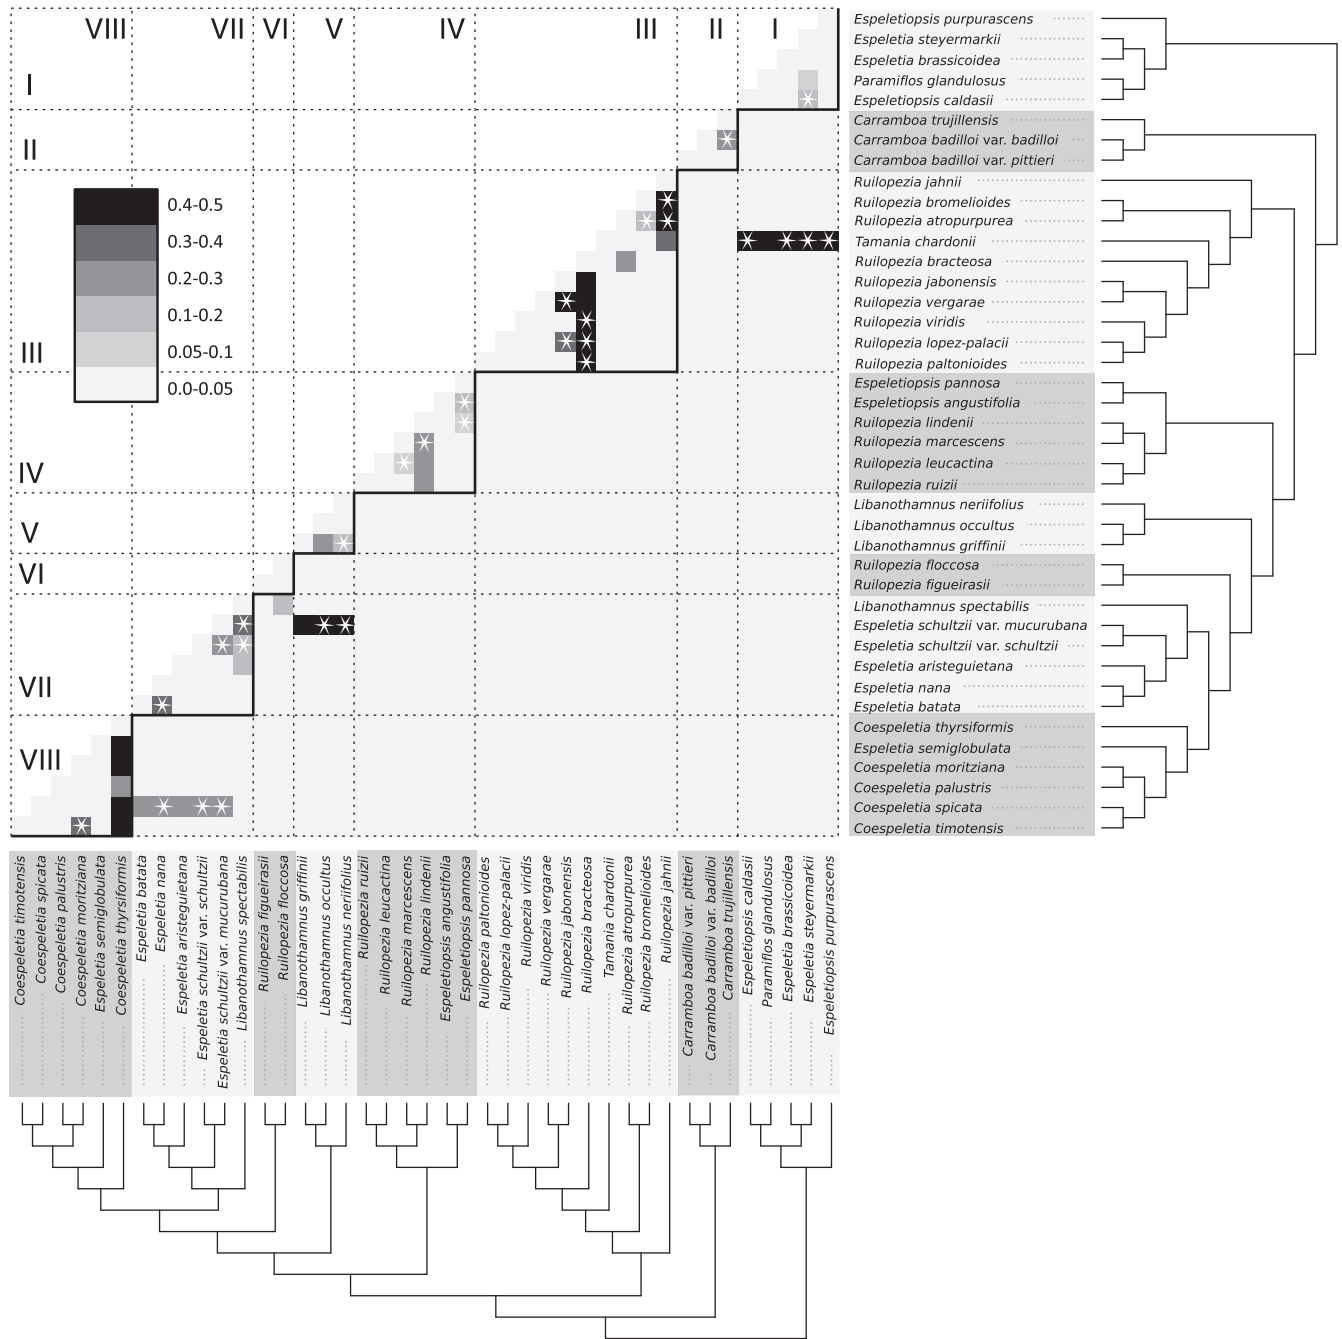 VIII VII VI V IV III II I
I
II
III
IV
V
VI
VII
VIII
0.4-0.5
0.3-0.4
0.2-0.3
0.1-0.2
0.05-0.1
0.0-0.05
Espeletiopsis purpurascens
Espeletia steyermarkii
Espeletia brassicoidea
Paramiflos glandulosus
Espeletiopsis caldasii
Carramboa trujillensis
Carramboa badilloi var. badilloi
Carramboa badilloi var. pittieri
Ruilopezia jahnii
Ruilopezia bromelioides
Ruilopezia atropurpurea
Tamania chardonii
Ruilopezia bracteosa
Ruilopezia jabonensis
Ruilopezia vergarae
Ruilopezia viridis
Ruilopezia lopez-palacii
Ruilopezia paltonioides
Espeletiopsis pannosa
Espeletiopsis angustifolia
Ruilopezia lindenii
Ruilopezia marcescens
Ruilopezia leucactina
Ruilopezia ruizii
Libanothamnus neriifolius
Libanothamnus occultus
Libanothamnus griffinii
Ruilopezia floccosa
Ruilopezia figueirasii
Libanothamnus spectabilis
Espeletia schultzii var. mucurubana
Espeletia schultzii var. schultzii
Espeletia aristeguietana
Espeletia nana
Espeletia batata
Coespeletia thyrsiformis
Espeletia semiglobulata
Coespeletia moritziana
Coespeletia palustris
Coespeletia spicata
Coespeletia timotensis
Coespeletia timotensis
Coespeletia spicata
Coespeletia palustris
Coespeletia moritziana
Espeletia semiglobulata
Coespeletia thyrsiformis
Espeletia batata
Espeletia nana
Espeletia aristeguietana
Espeletia schultzii var. schultzii
Espeletia schultzii var. mucurubana
Libanothamnus spectabilis
Ruilopezia figueirasii
Ruilopezia floccosa
Libanothamnus griffinii
Libanothamnus occultus
Libanothamnus neriifolius
Ruilopezia ruizii
Ruilopezia leucactina
Ruilopezia marcescens
Ruilopezia lindenii
Espeletiopsis angustifolia
Espeletiopsis pannosa
Ruilopezia paltonioides
Ruilopezia lopez-palacii
Ruilopezia viridis
Ruilopezia vergarae
Ruilopezia jabonensis
Ruilopezia bracteosa
Tamania chardonii
Ruilopezia atropurpurea
Ruilopezia bromelioides
Ruilopezia jahnii
Carramboa badilloi var. pittieri
Carramboa badilloi var. badilloi
Carramboa trujillensis
Espeletiopsis caldasii
Paramiflos glandulosus
Espeletia brassicoidea
Espeletia steyermarkii
Espeletiopsis purpurascens